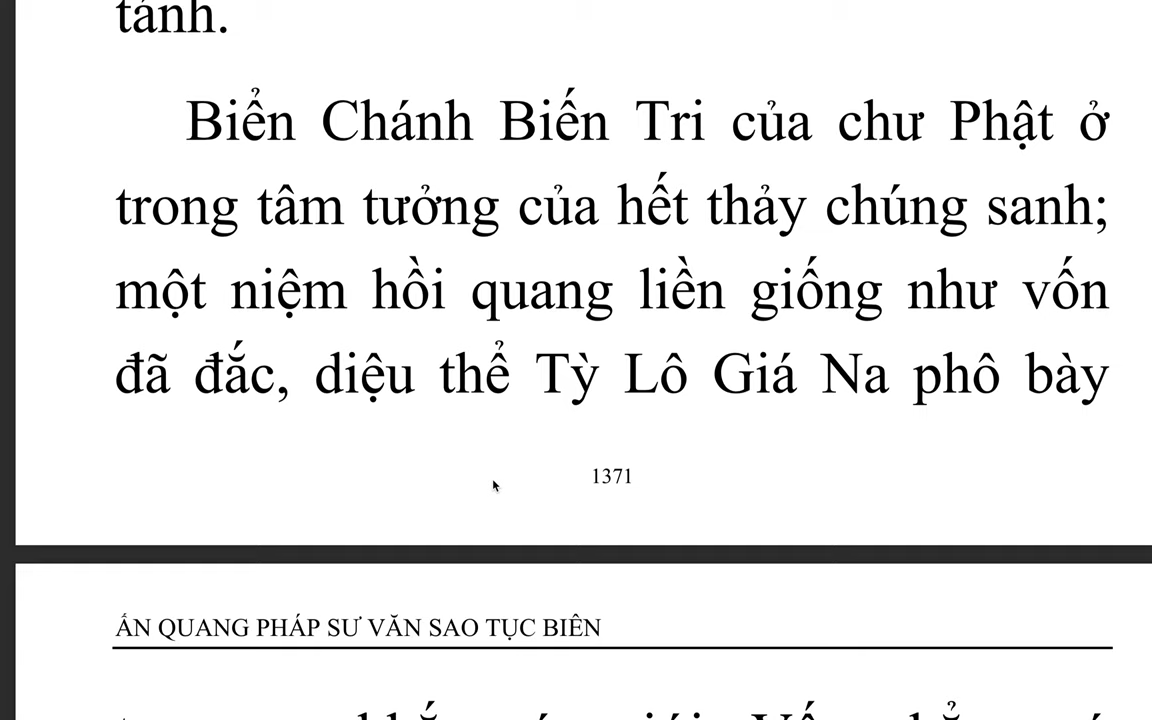 tánh.
Biển Chánh Biến Tri của chư Phật ở
trong tâm tưởng của hết thảy chúng sanh;
một niệm hồi quang liền giống như vốn
đã đắc, diệu thể Tỳ Lô Giá Na phô bày
1371
ẤN QUANG PHÁP SƯ VĂN SAO TỤC BIÊN